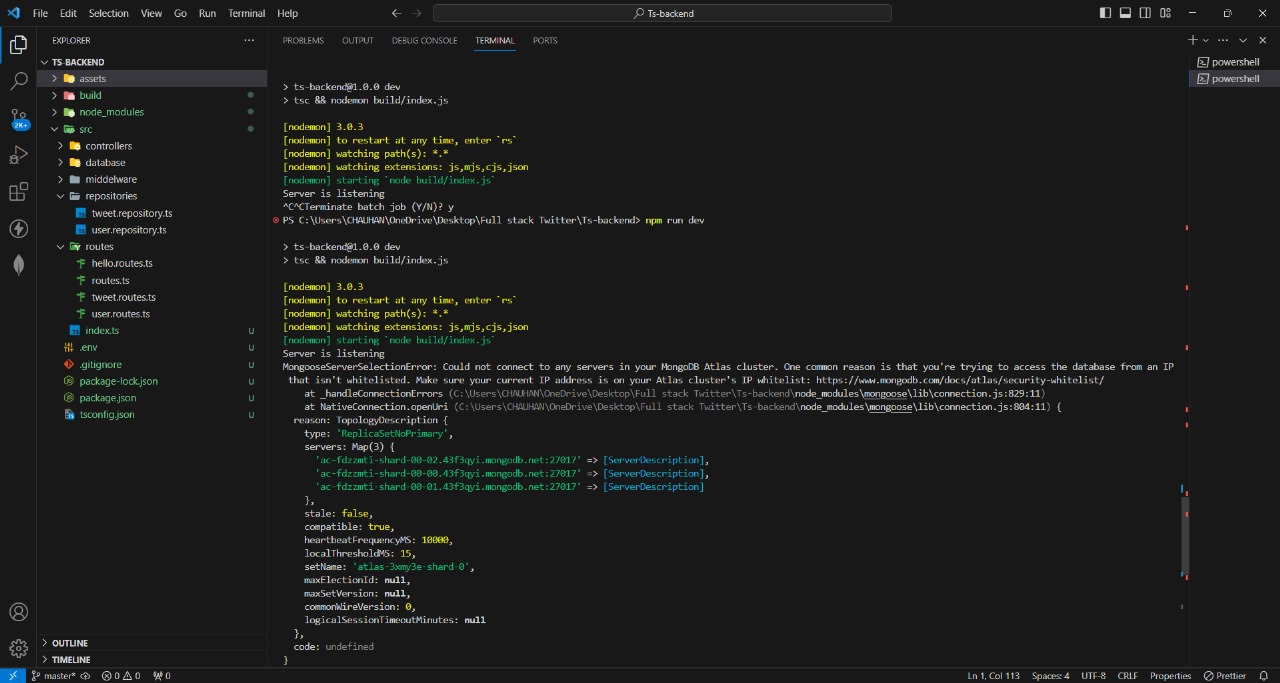 File Edit Selection View Go Run Terminal Help
Ts-backend
EXPLORER
TS-BACKEND
assets
build
node_modules
src
controllers
database
middelware
repositories
tweet.repository.ts
user.repository.ts
routes
hello.routes.ts
routes.ts
tweet.routes.ts
user.routes.ts
index.ts U
.env U
.gitignore U
package-lock.json U
package.json U
tsconfig.json U
OUTLINE
TIMELINE
2K+
PROBLEMS OUTPUT DEBUG CONSOLE TERMINAL PORTS
> ts-backend@1.0.0 dev
> tsc && nodemon build/index.js
[nodemon] 3.0.3
[nodemon] to restart at any time, enter `rs`
[nodemon] watching path(s): *.*
[nodemon] watching extensions: js,mjs,cjs,json
[nodemon] starting `node build/index.js`
Server is listening
^C^CTerminate batch job (Y/N)? y
PS C:\Users\CHAUHAN\OneDrive\Desktop\Full stack Twitter\Ts-backend> npm run dev
> ts-backend@1.0.0 dev
> tsc && nodemon build/index.js
[nodemon] 3.0.3
[nodemon] to restart at any time, enter `rs`
[nodemon] watching path(s): *.*
[nodemon] watching extensions: js,mjs,cjs,json
[nodemon] starting `node build/index.js`
Server is listening
MongooseServerSelectionError: Could not connect to any servers in your MongoDB Atlas cluster. One common reason is that you're trying to access the database from an IP
that isn't whitelisted. Make sure your current IP address is on your Atlas cluster's IP whitelist: https://www.mongodb.com/docs/atlas/security-whitelist/
at _handleConnectionErrors (C:\Users\CHAUHAN\OneDrive\Desktop\Full stack Twitter\Ts-backend\node_modules\mongoose\lib\connection.js:829:11)
at NativeConnection.openUri (C:\Users\CHAUHAN\OneDrive\Desktop\Full stack Twitter\Ts-backend\node_modules\mongoose\lib\connection.js:804:11) {
reason: TopologyDescription {
type: 'ReplicaSetNoPrimary',
servers: Map(3) {
'ac-fdzzmti-shard-00-02.43f3qyi.mongodb.net:27017' => [ServerDescription],
'ac-fdzzmti-shard-00-00.43f3qyi.mongodb.net:27017' => [ServerDescription],
'ac-fdzzmti-shard-00-01.43f3qyi.mongodb.net:27017' => [ServerDescription]
},
stale: false,
compatible: true,
heartbeatFrequencyMS: 10000,
localThresholdMS: 15,
setName: 'atlas-3xmy3e-shard-0',
maxElectionId: null,
maxSetVersion: null,
commonWireVersion: 0,
logicalSessionTimeoutMinutes: null
},
code: undefined
}
powershell
powershell
master* 0 0 0 Ln 1, Col 113 Spaces: 4 UTF-8 CRLF Properties Prettier